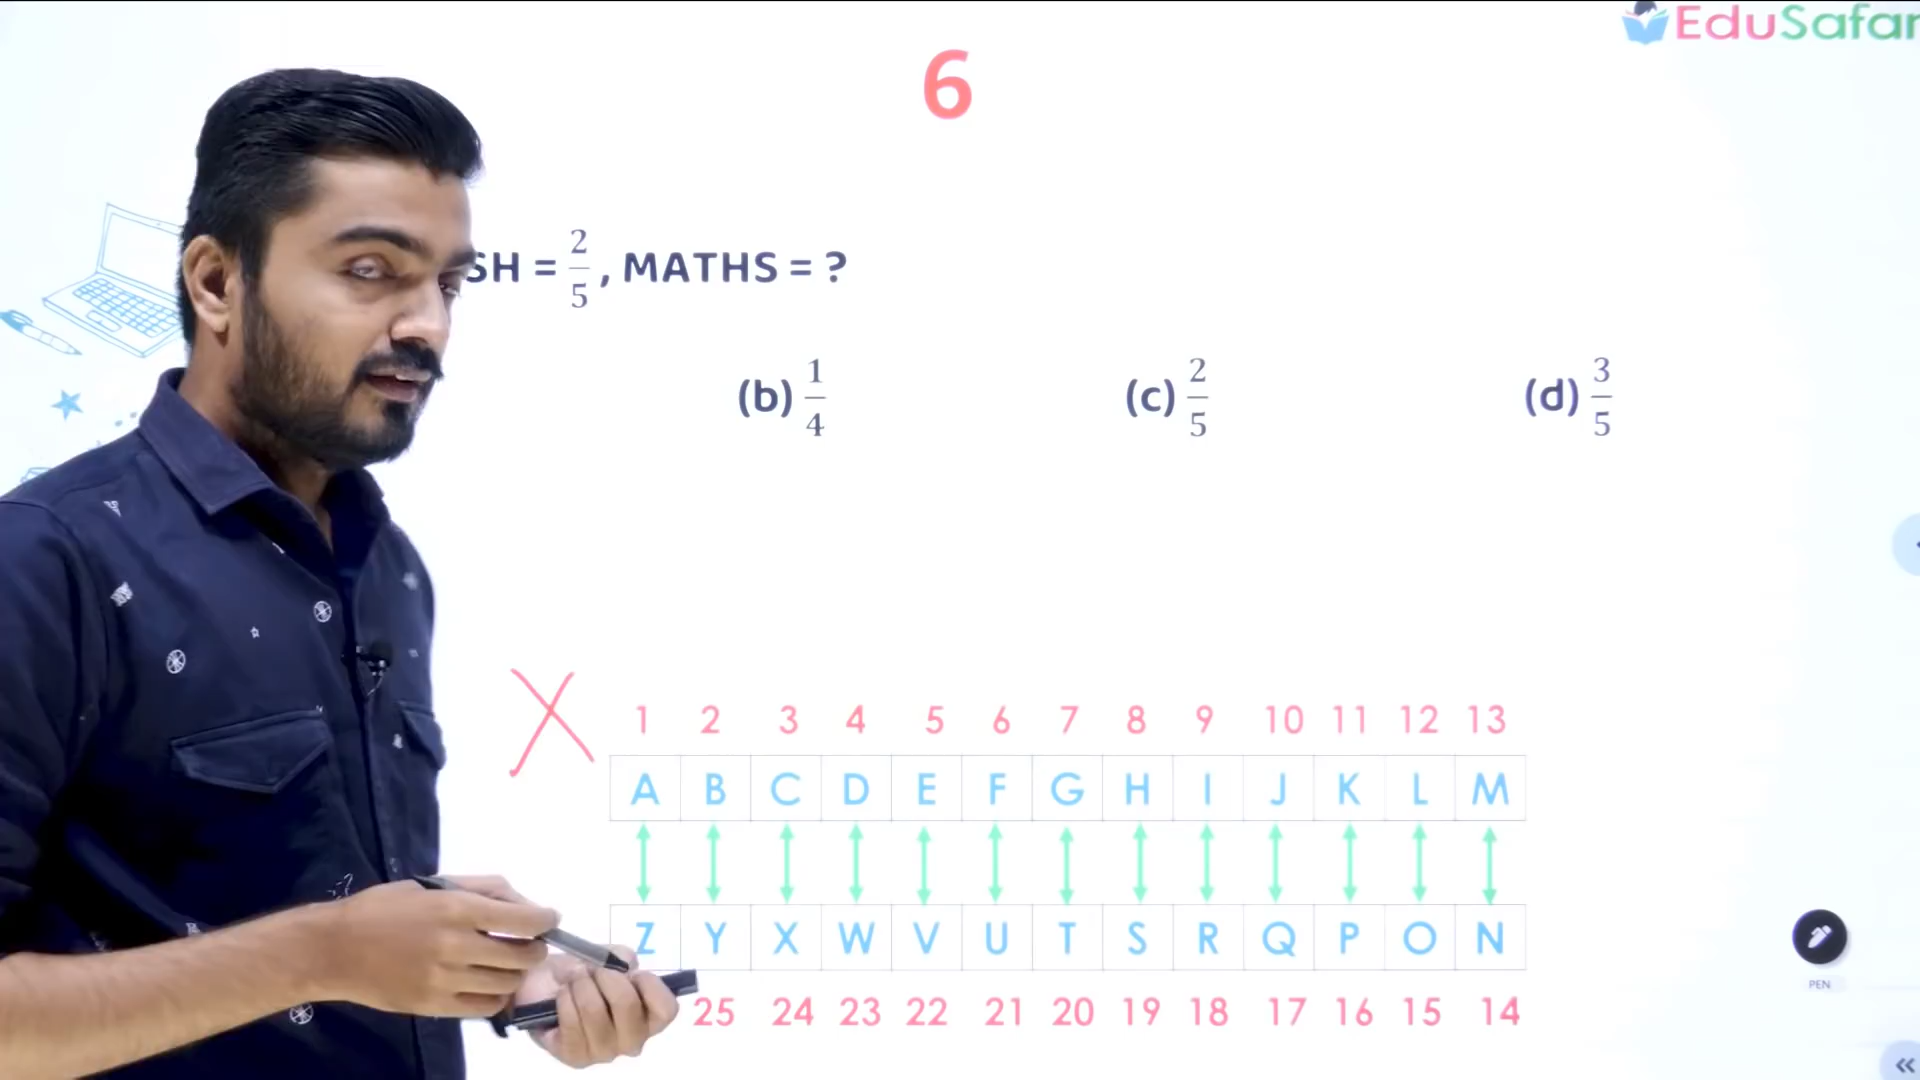 EduSafar
6
SH = 2/5, MATHS = ?
(b) 1/4 (c) 2/5 (d) 3/5
1 2 3 4 5 6 7 8 9 10 11 12 13
A B C D E F G H I J K L M
Z Y X W V U T S R Q P O N
25 24 23 22 21 20 19 18 17 16 15 14
PEN